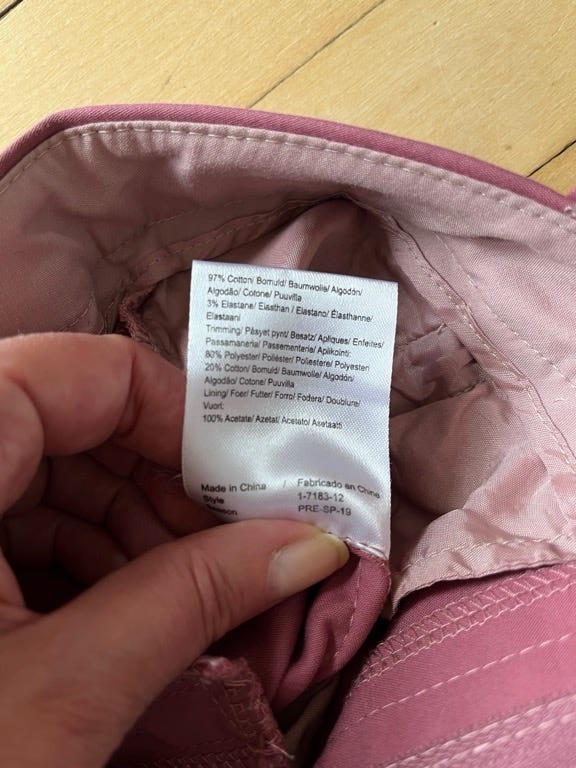 97% Cotton/ Bomuld/ Baumwolle/ Algodón/
Algodão/ Cotone/ Puuvilla
3% Elastane/ Elasthan / Elastano/ Élasthanne/
Elastaani
Trimming/ Påsyet pynt/ Besatz/ Apliques/ Enfeites/
Passamaneria/ Passementeria/ Aplikointi:
80% Polyester/ Poliéster/ Poliestere/ Polyesteri
20% Cotton/ Bomuld/ Baumwolle/ Algodón/
Algodão/ Cotone/ Puuvilla
Lining/ Foer/ Futter/ Forro/ Fodera/ Doublure/
Vuori:
100% Acetate/ Azetat/ Acetato/ Asetaatti
Made in China / Fabricado en China
Style 1-7183-12
PRE-SP-19